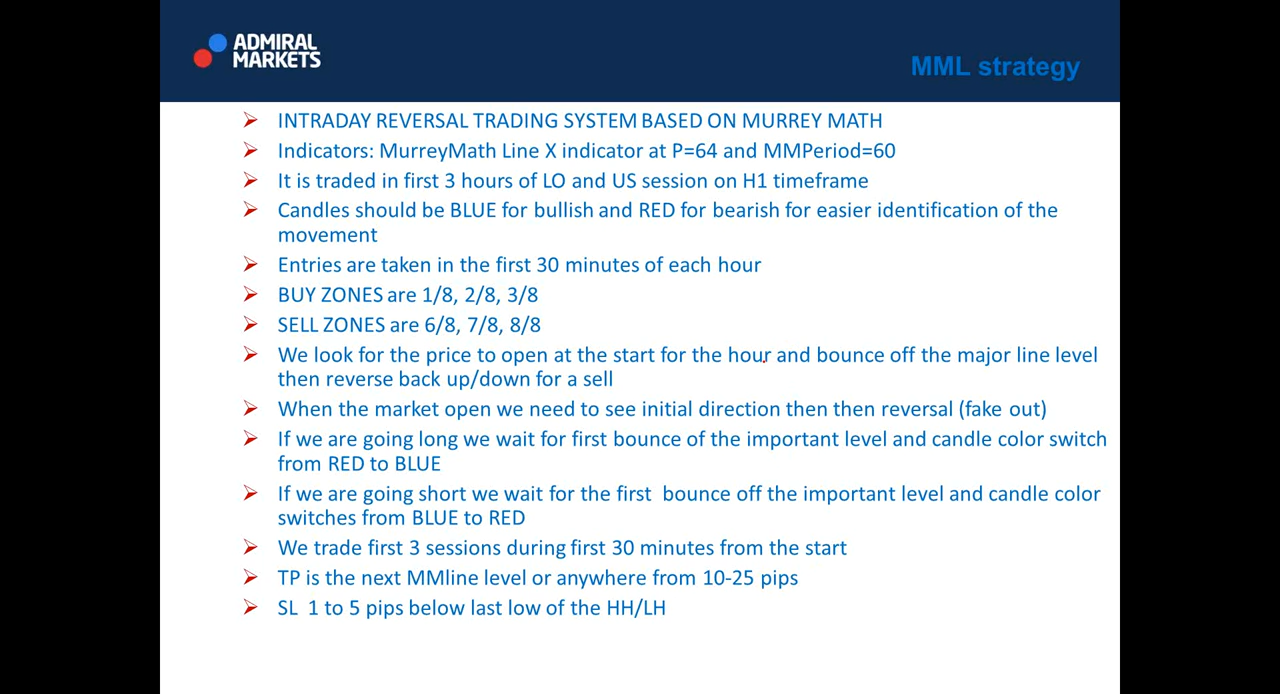 ADMIRAL
MARKETS
MML strategy
INTRADAY REVERSAL TRADING SYSTEM BASED ON MURREY MATH
Indicators: MurreyMath Line X indicator at P=64 and MMPeriod=60
It is traded in first 3 hours of LO and US session on H1 timeframe
Candles should be BLUE for bullish and RED for bearish for easier identification of the
movement
Entries are taken in the first 30 minutes of each hour
BUY ZONES are 1/8, 2/8, 3/8
SELL ZONES are 6/8, 7/8, 8/8
We look for the price to open at the start for the hour and bounce off the major line level
then reverse back up/down for a sell
When the market open we need to see initial direction then then reversal (fake out)
If we are going long we wait for first bounce of the important level and candle color switch
from RED to BLUE
If we are going short we wait for the first bounce off the important level and candle color
switches from BLUE to RED
We trade first 3 sessions during first 30 minutes from the start
TP is the next MMline level or anywhere from 10-25 pips
SL 1 to 5 pips below last low of the HH/LH